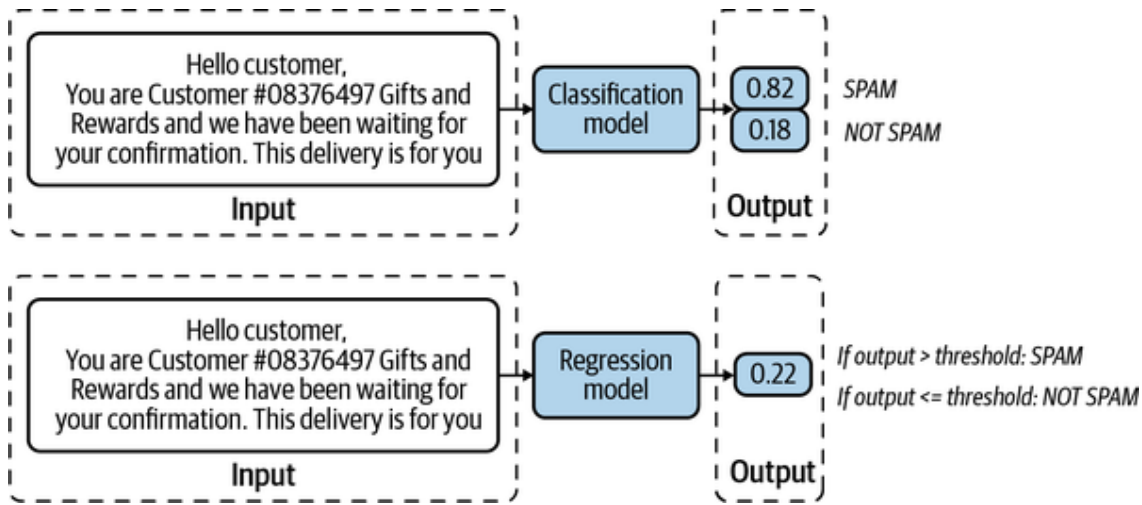 Hello customer,
You are Customer #08376497 Gifts and
Rewards and we have been waiting for
your confirmation. This delivery is for you
Input
Classification
model
0.82
SPAM
0.18
NOT SPAM
Output
Hello customer,
You are Customer #08376497 Gifts and
Rewards and we have been waiting for
your confirmation. This delivery is for you
Input
Regression
model
0.22
If output > threshold: SPAM
If output <= threshold: NOT SPAM
Output